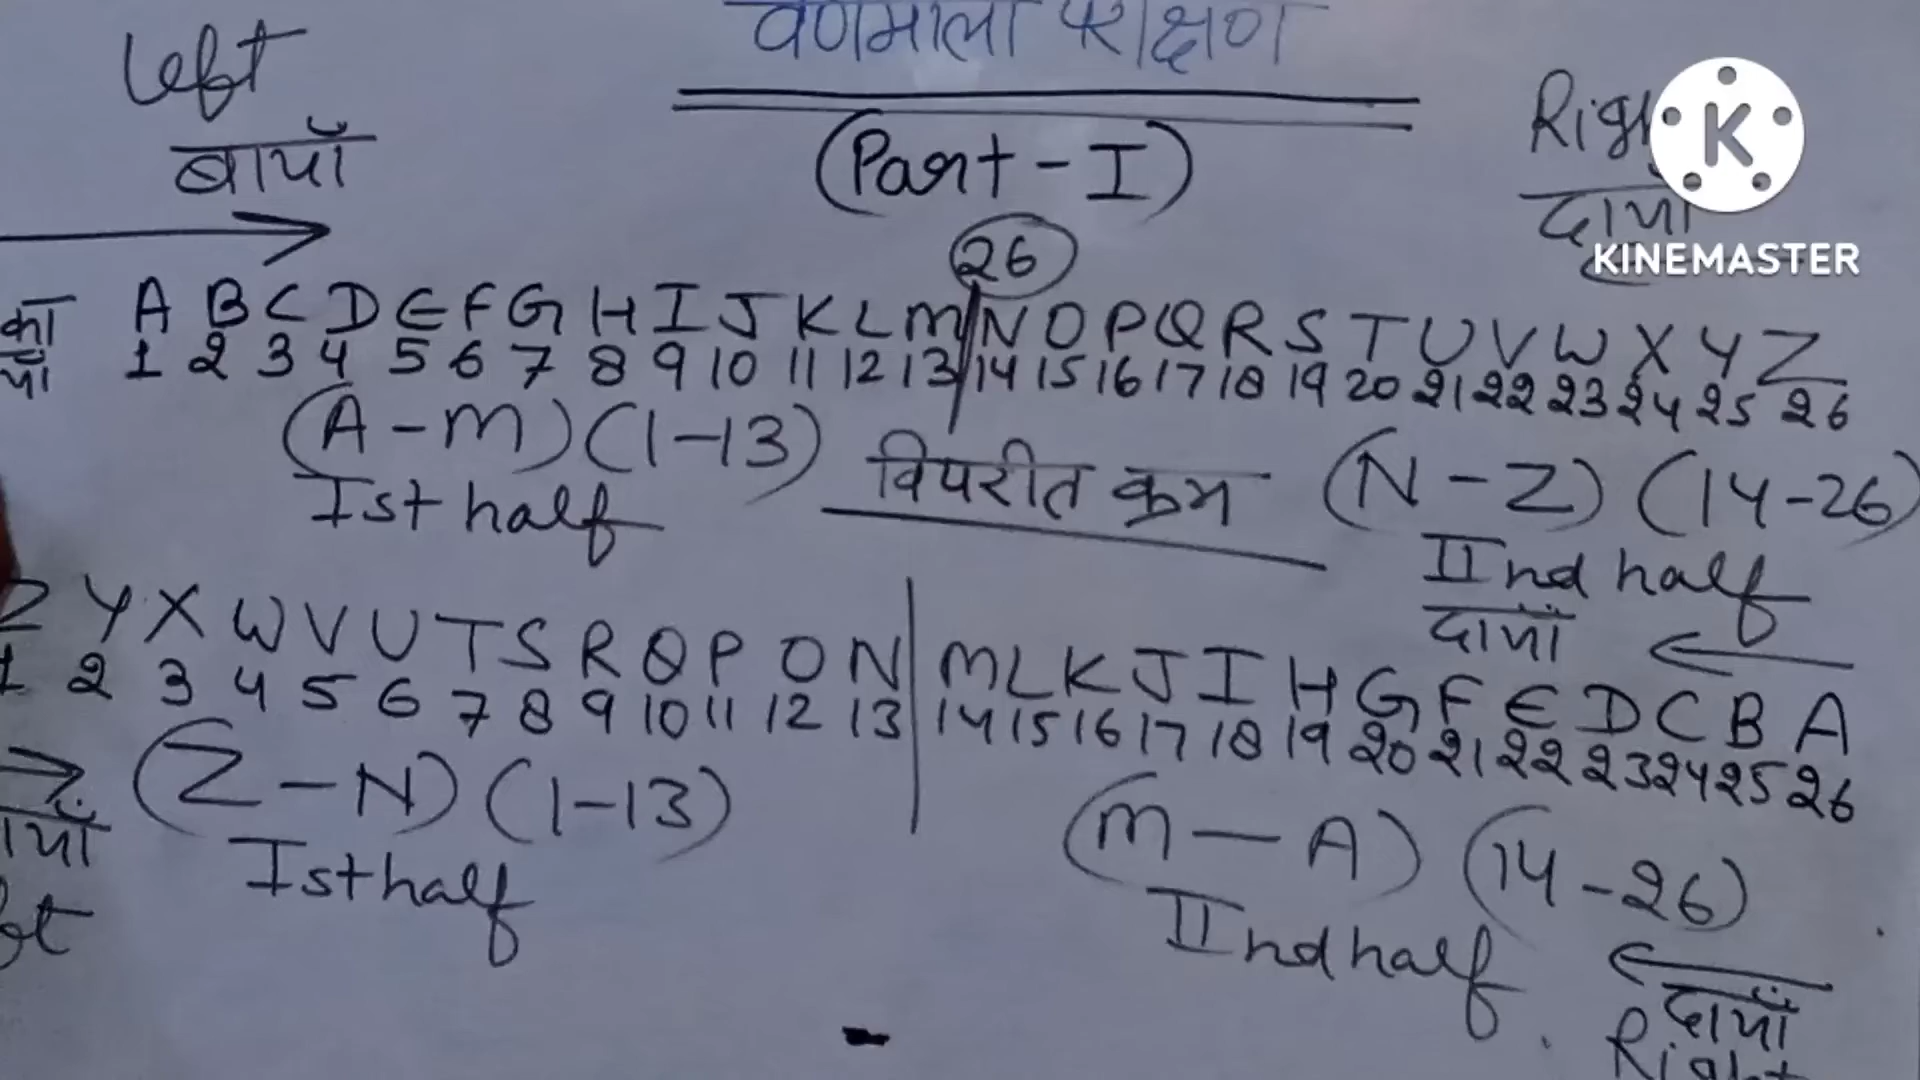 वर्णमाला परीक्षण
Left
बायाँ
(Part - I)
दायाँ
KINEMASTER
26
A B C D E F G H I J K L M N O P Q R S T U V W X Y Z
1 2 3 4 5 6 7 8 9 10 11 12 13 14 15 16 17 18 19 20 21 22 23 24 25 26
(A - M) (1-13)
Ist half
विपरीत क्रम
(N - Z) (14-26)
IInd half
दायाँ
Z Y X W V U T S R Q P O N M L K J I H G F E D C B A
1 2 3 4 5 6 7 8 9 10 11 12 13 14 15 16 17 18 19 20 21 22 23 24 25 26
(Z - N) (1-13)
Ist half
(M - A) (14-26)
IInd half
दायाँ
Right